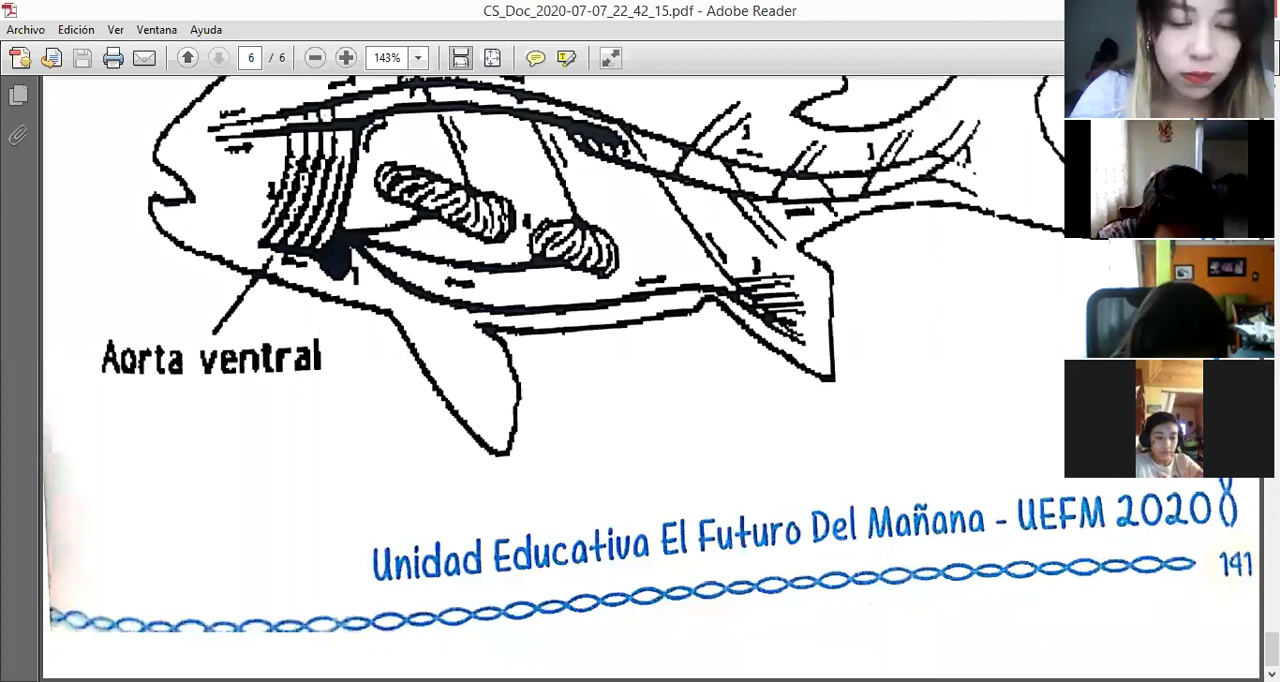 CS_Doc_2020-07-07_22_42_15.pdf - Adobe Reader
Archivo Edición Ver Ventana Ayuda
6 / 6 143%
Aorta ventral
Unidad Educativa El Futuro Del Mañana - UEFM 2020
141